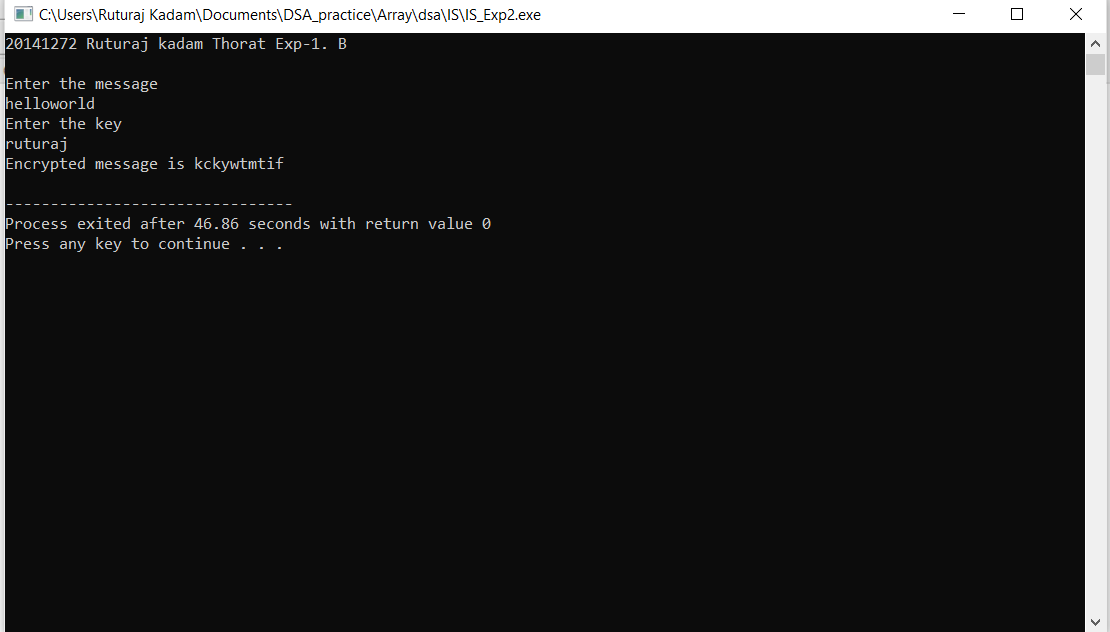 C:\Users\Ruturaj Kadam\Documents\DSA_practice\Array\dsa\IS\IS_Exp2.exe
20141272 Ruturaj kadam Thorat Exp-1. B
Enter the message
helloworld
Enter the key
ruturaj
Encrypted message is kckywtmtif
--------------------------------
Process exited after 46.86 seconds with return value 0
Press any key to continue . . .